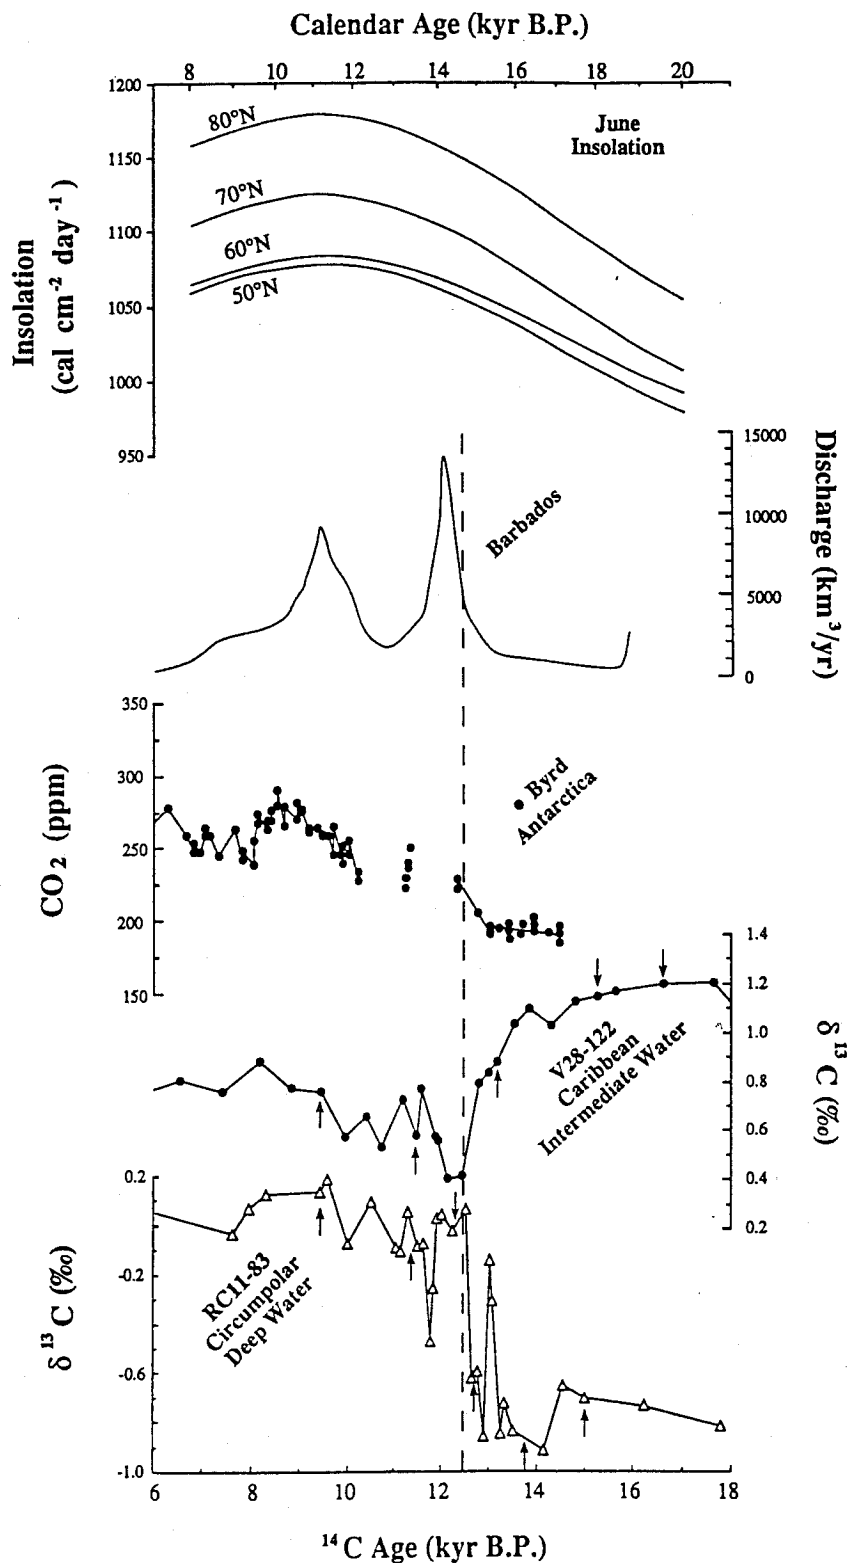 Calendar Age (kyr B.P.)
8 10 12 14 16 18 20
1200
1150
1100
1050
1000
950
Insolation
(cal cm⁻² day⁻¹)
80°N
70°N
60°N
50°N
June
Insolation
15000
10000
5000
0
Discharge (km³/yr)
Barbados
350
300
250
200
150
CO₂ (ppm)
Byrd
Antarctica
1.4
1.2
1.0
0.8
0.6
0.4
0.2
δ¹³C (‰)
V28-122
Caribbean
Intermediate Water
0.2
-0.2
-0.6
-1.0
δ¹³C (‰)
RC11-83
Circumpolar
Deep Water
6 8 10 12 14 16 18
¹⁴C Age (kyr B.P.)